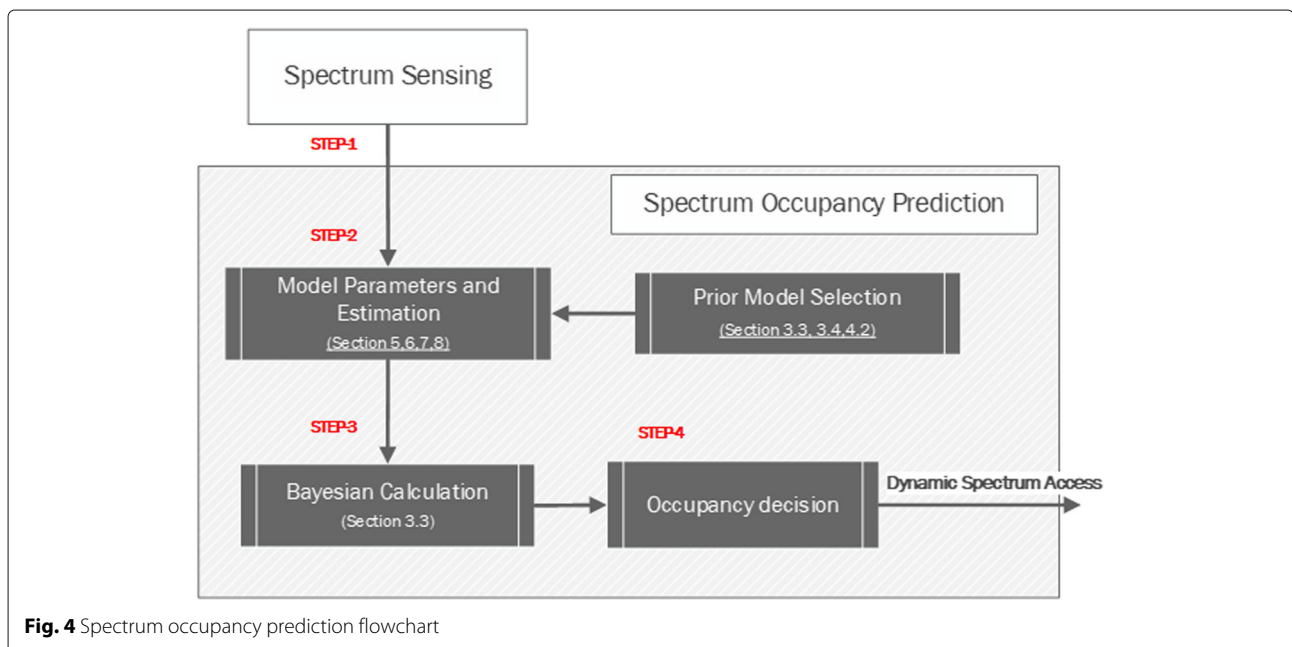 Spectrum Sensing
STEP-1
Spectrum Occupancy Prediction
STEP-2
Model Parameters and
Estimation
(Section 5,6,7,8)
Prior Model Selection
(Section 3.3, 3.4,4.2)
STEP-3
STEP-4
Bayesian Calculation
(Section 3.3)
Occupancy decision
Dynamic Spectrum Access
Fig. 4 Spectrum occupancy prediction flowchart